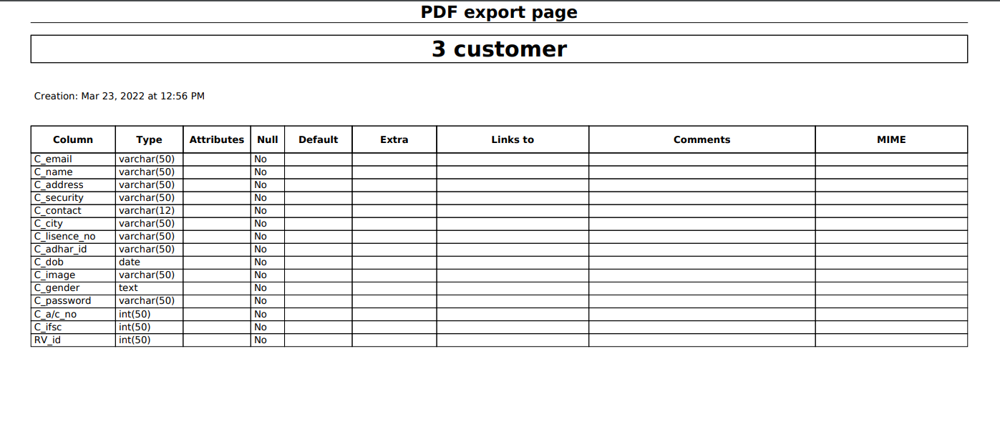 PDF export page
3 customer
Creation: Mar 23, 2022 at 12:56 PM
Column Type Attributes Null Default Extra Links to Comments MIME
C_email varchar(50) No
C_name varchar(50) No
C_address varchar(50) No
C_security varchar(50) No
C_contact varchar(12) No
C_city varchar(50) No
C_lisence_no varchar(50) No
C_adhar_id varchar(50) No
C_dob date No
C_image varchar(50) No
C_gender text No
C_password varchar(50) No
C_a/c_no int(50) No
C_ifsc int(50) No
RV_id int(50) No